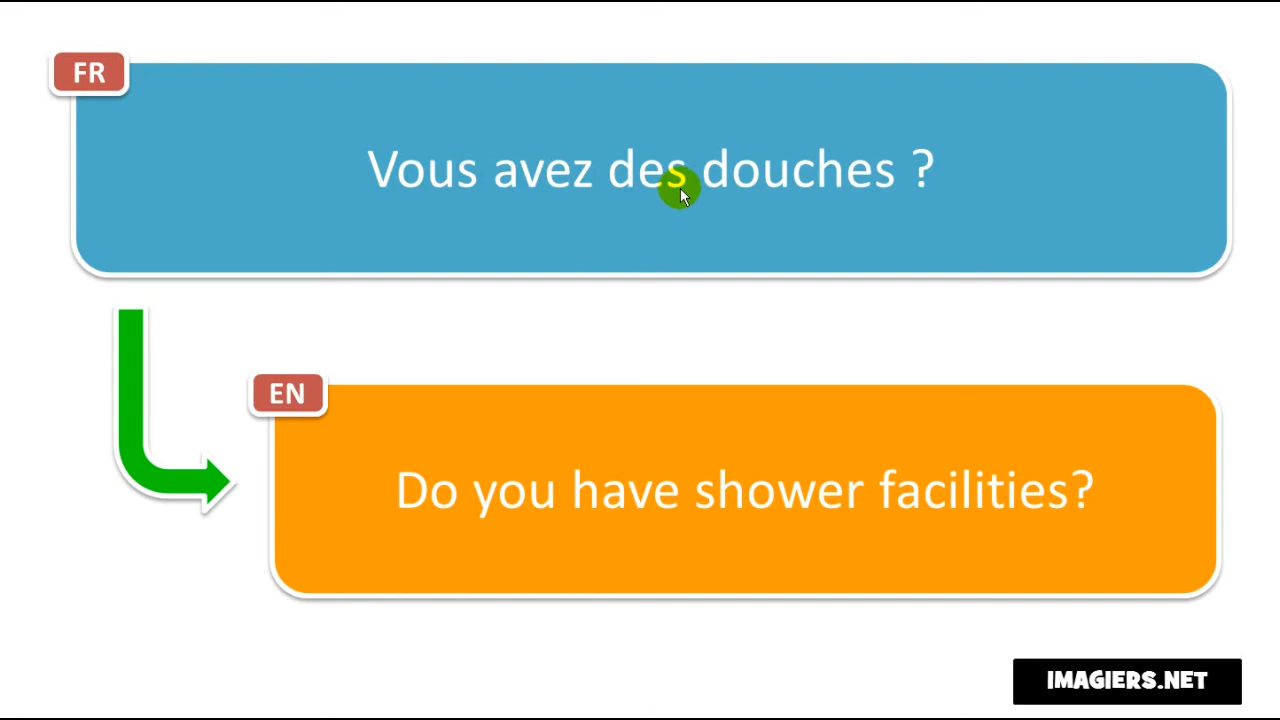 FR
Vous avez des douches ?
EN
Do you have shower facilities?
IMAGIERS.NET